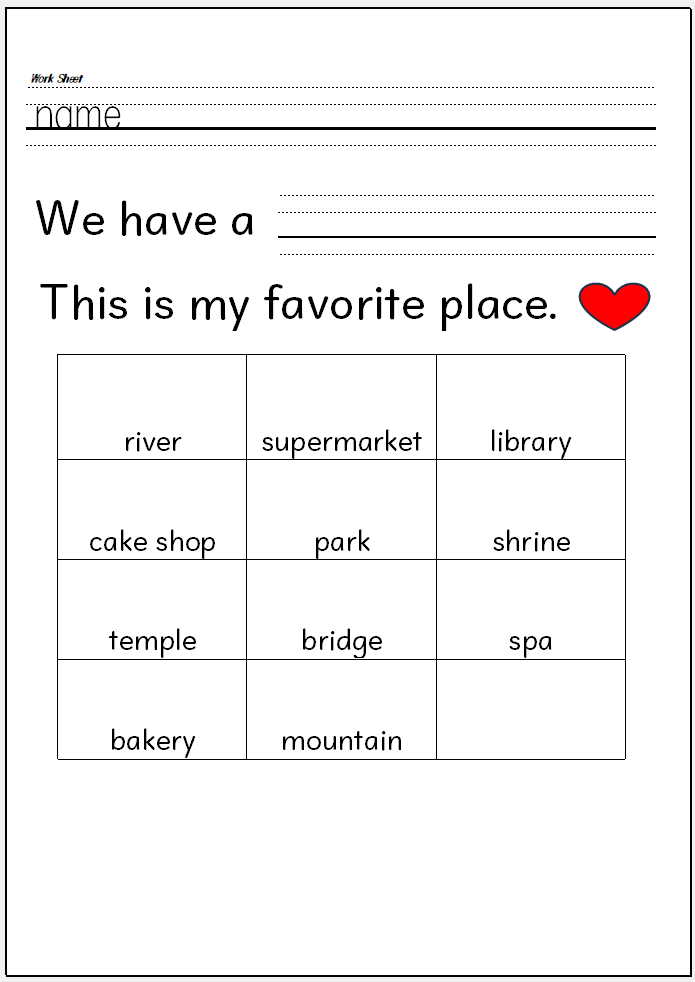 Work Sheet
name
We have a
This is my favorite place.
river supermarket library
cake shop park shrine
temple bridge spa
bakery mountain